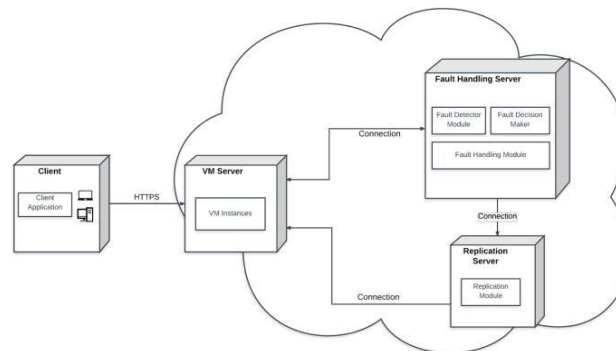 Fault Handling Server
Fault Detector
Module
Fault Decision
Maker
Fault Handling Module
Connection
Client
Client
Application
HTTPS
VM Server
VM Instances
Connection
Replication
Server
Replication
Module
Connection